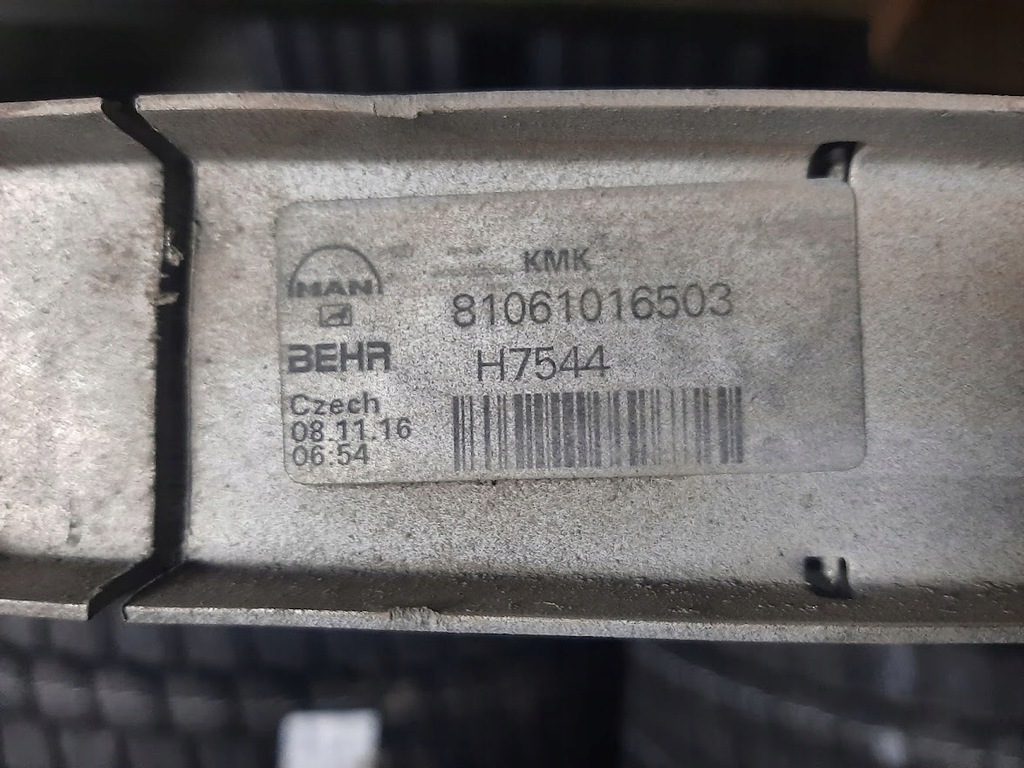 KMK
MAN
81061016503
BEHR
H7544
Czech
08.11.16
06:54